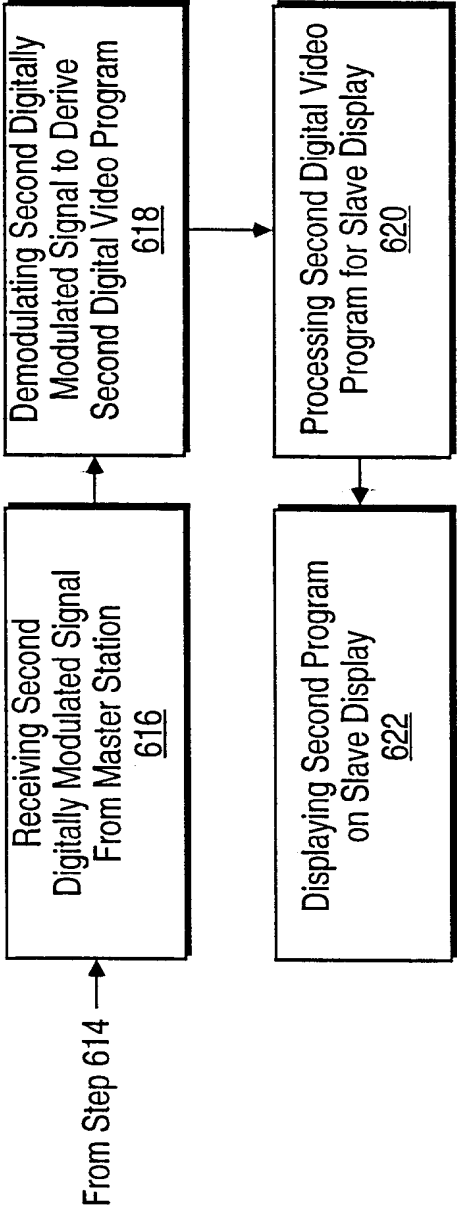 From Step 614
Receiving Second
Digitally Modulated Signal
From Master Station
616
Demodulating Second Digitally
Modulated Signal to Derive
Second Digital Video Program
618
Processing Second Digital Video
Program for Slave Display
620
Displaying Second Program
on Slave Display
622